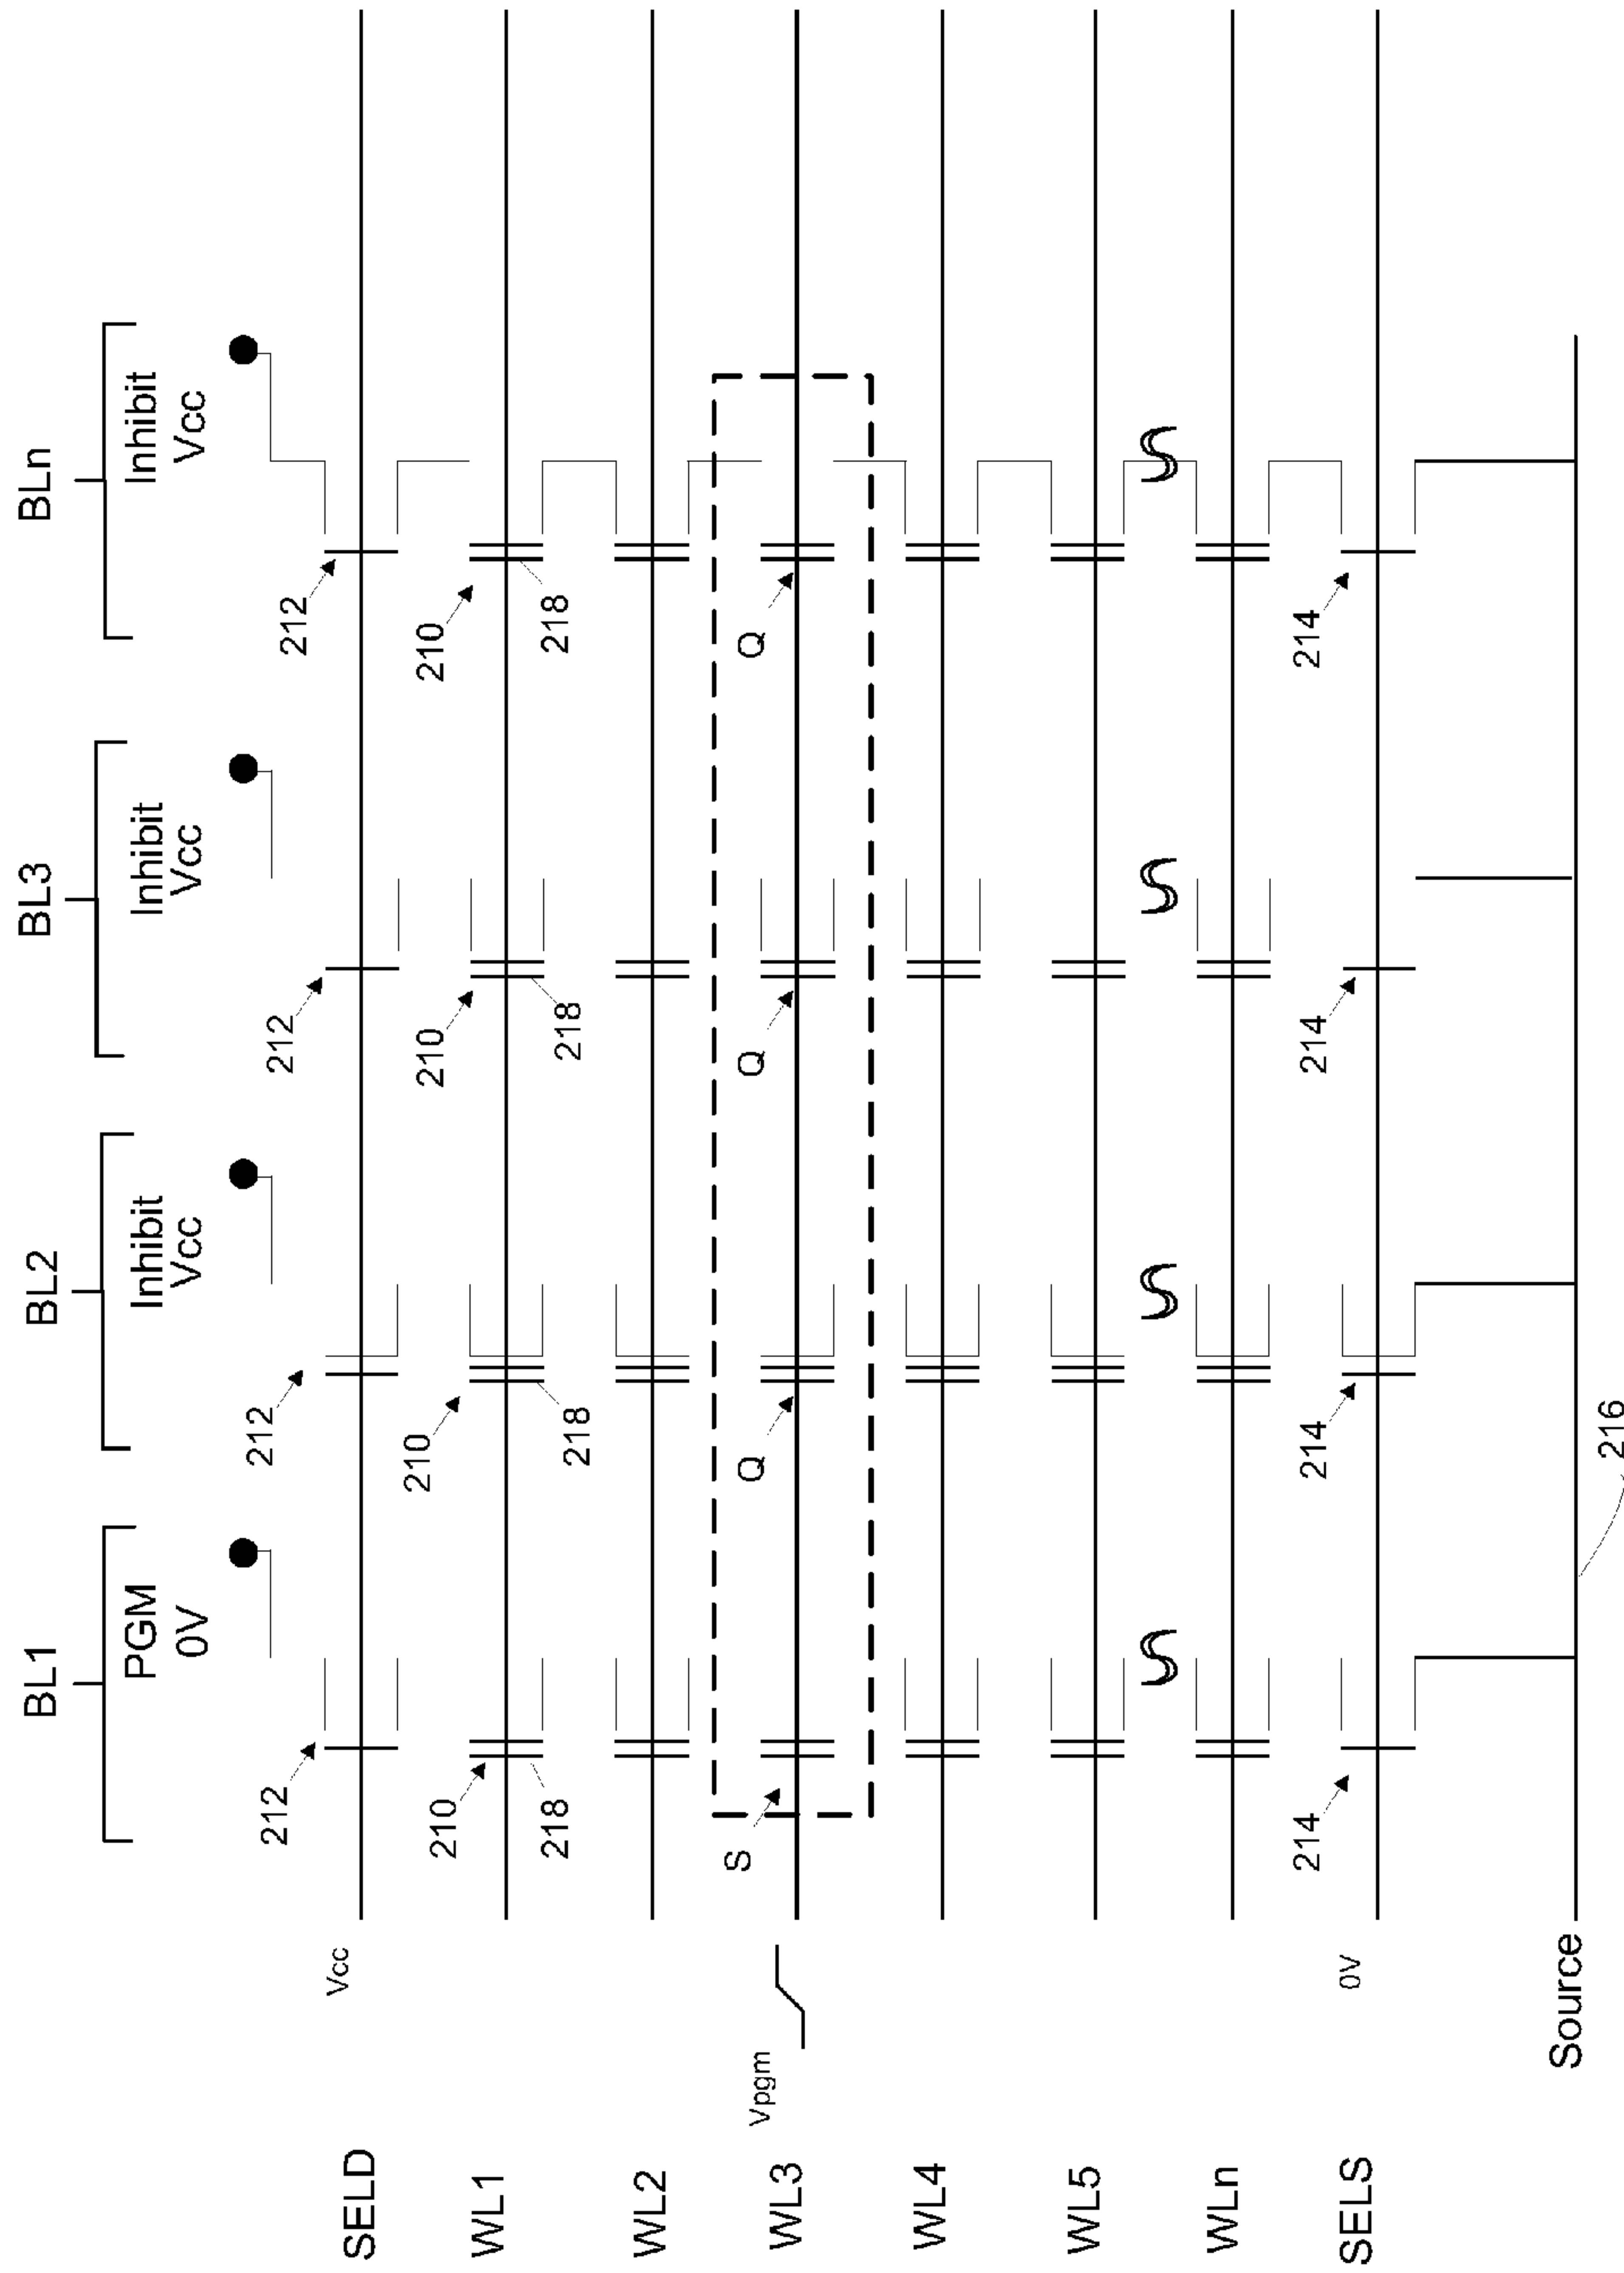 BL1
BL2
BL3
BLn
PGM
0V
Inhibit
Vcc
Inhibit
Vcc
Inhibit
Vcc
SELD
Vcc
212
212
212
212
WL1
210
210
210
210
218
218
218
218
WL2
WL3
Vpgm
S
Q
Q
Q
WL4
WL5
WLn
SELS
0V
214
214
214
214
Source
216